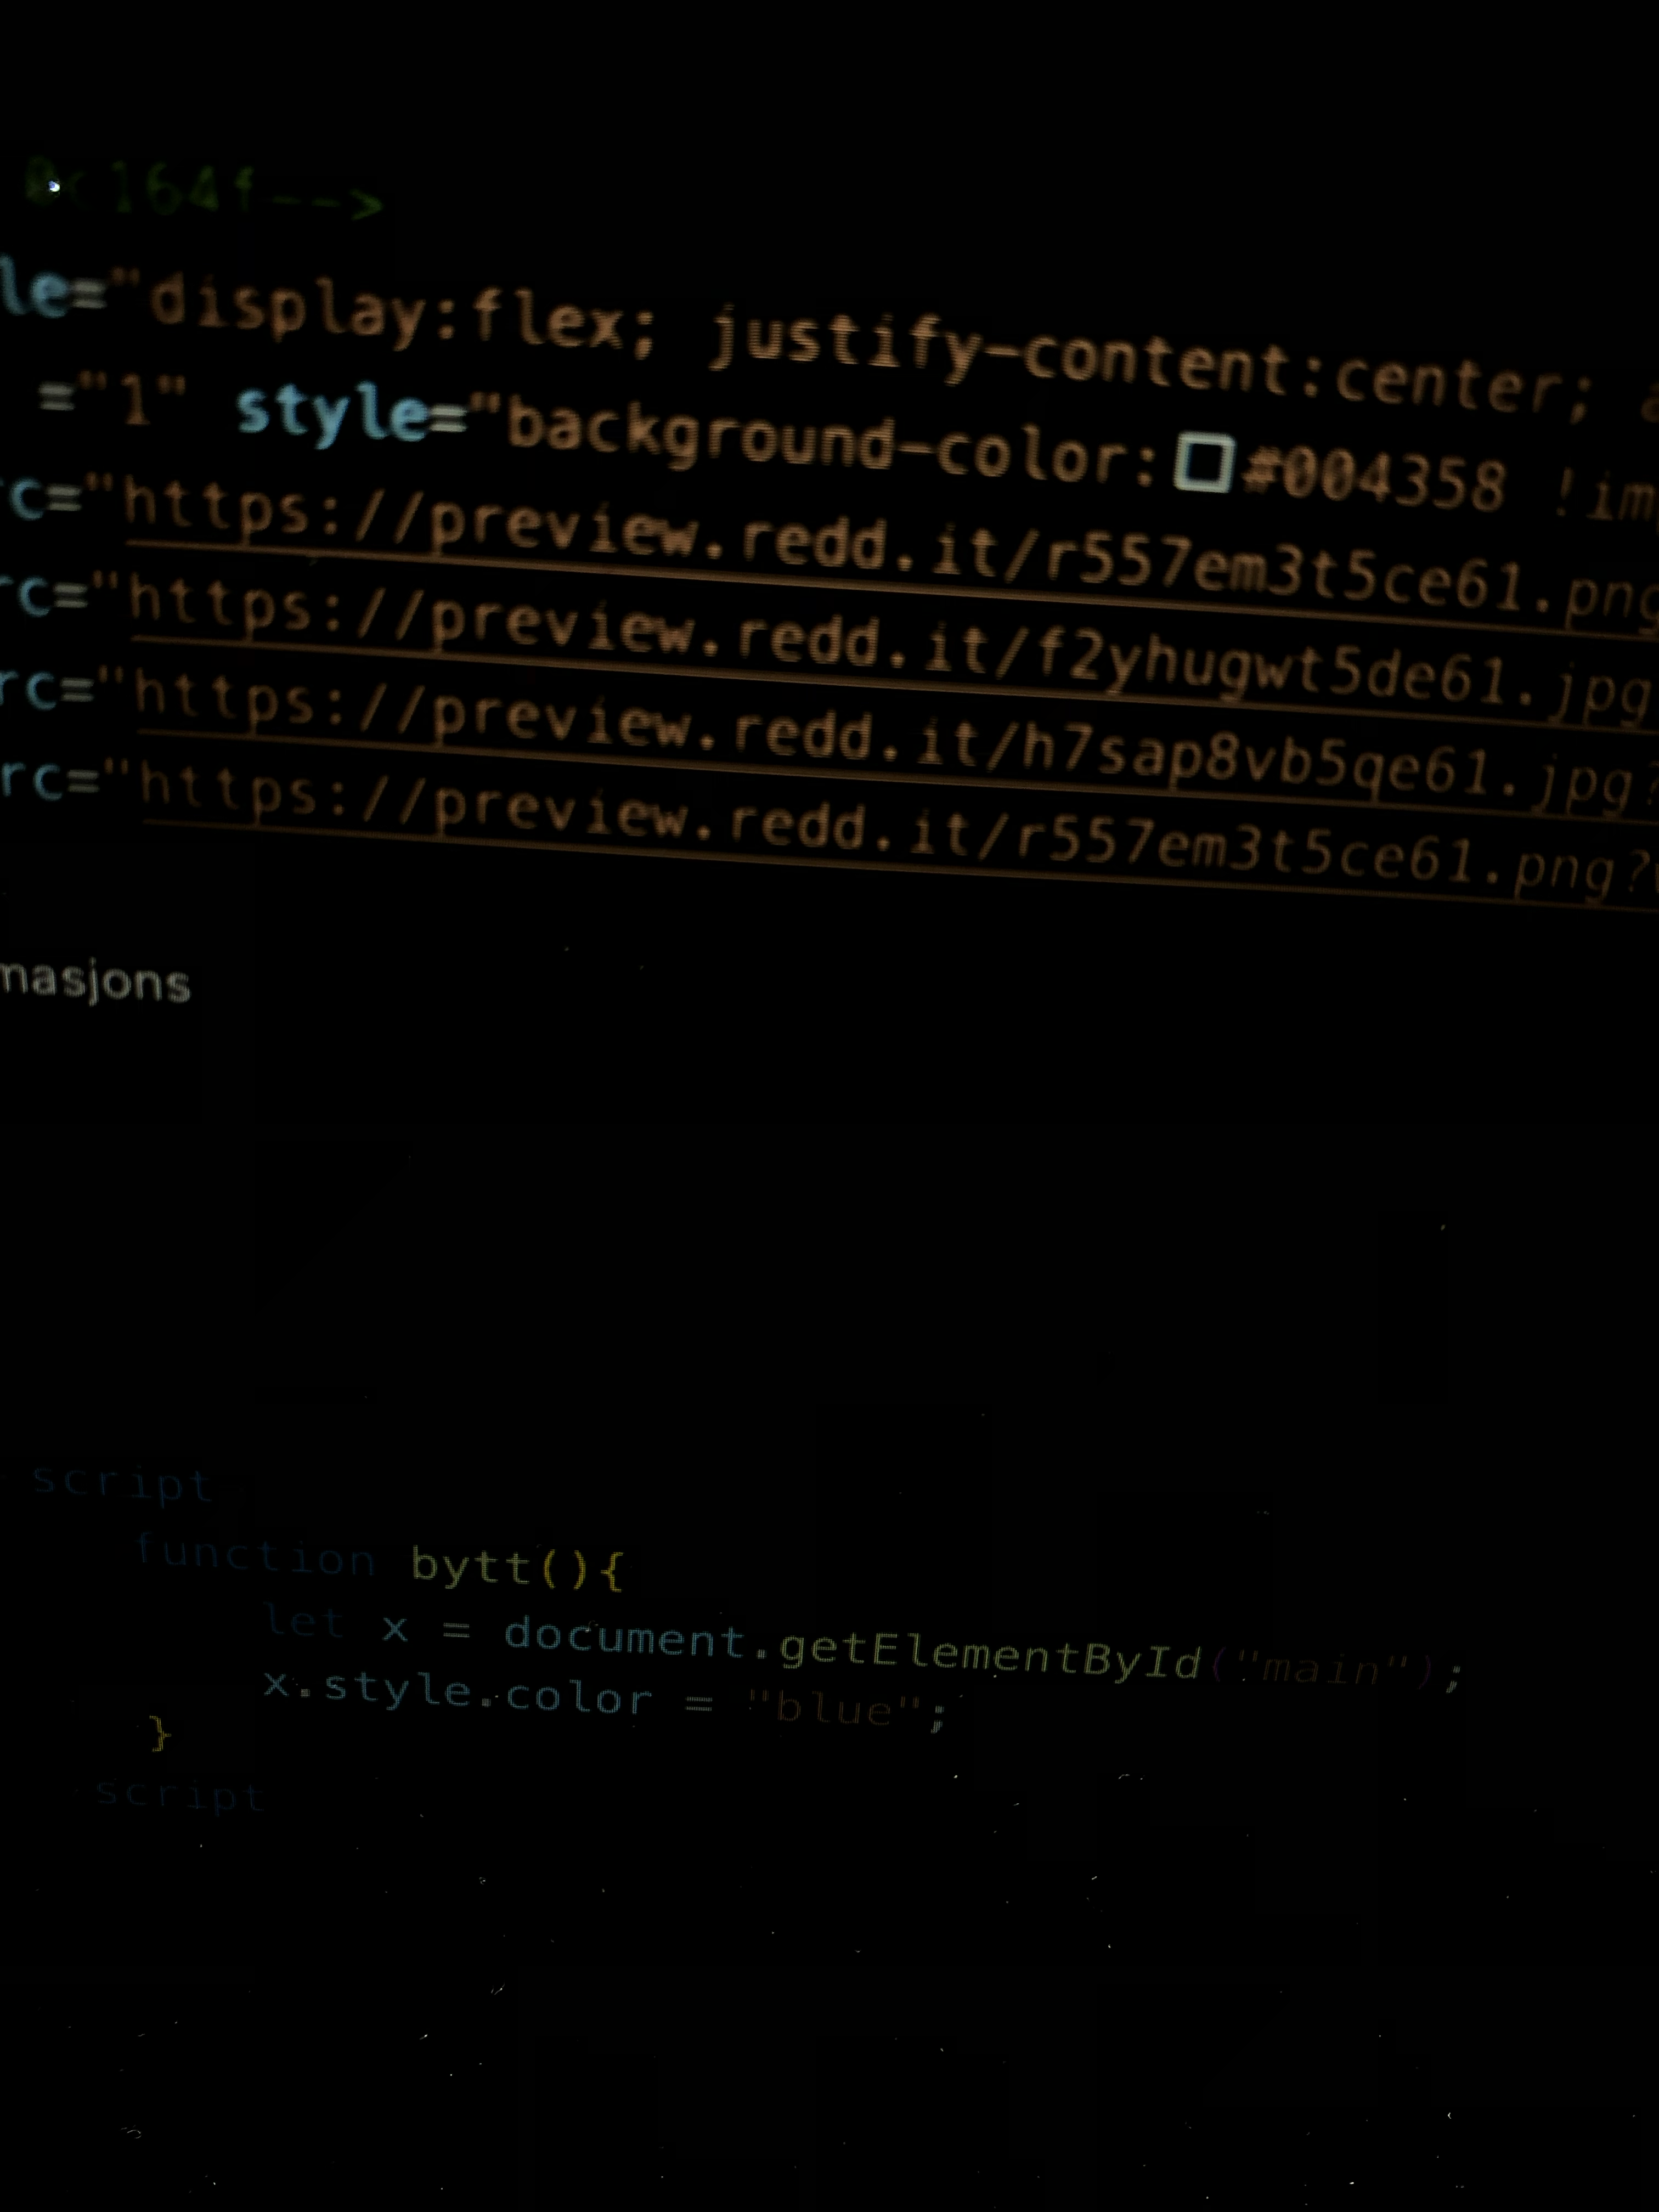 0c164f-->
le="display:flex; justify-content:center; a
="1" style="background-color:#004358 !im
rc="https://preview.redd.it/r557em3t5ce61.png
rc="https://preview.redd.it/f2yhugwt5de61.jpg
rc="https://preview.redd.it/h7sap8vb5qe61.jpg?
rc="https://preview.redd.it/r557em3t5ce61.png?
masjons
script
function bytt(){
let x = document.getElementById("main");
x.style.color = "blue";
}
script